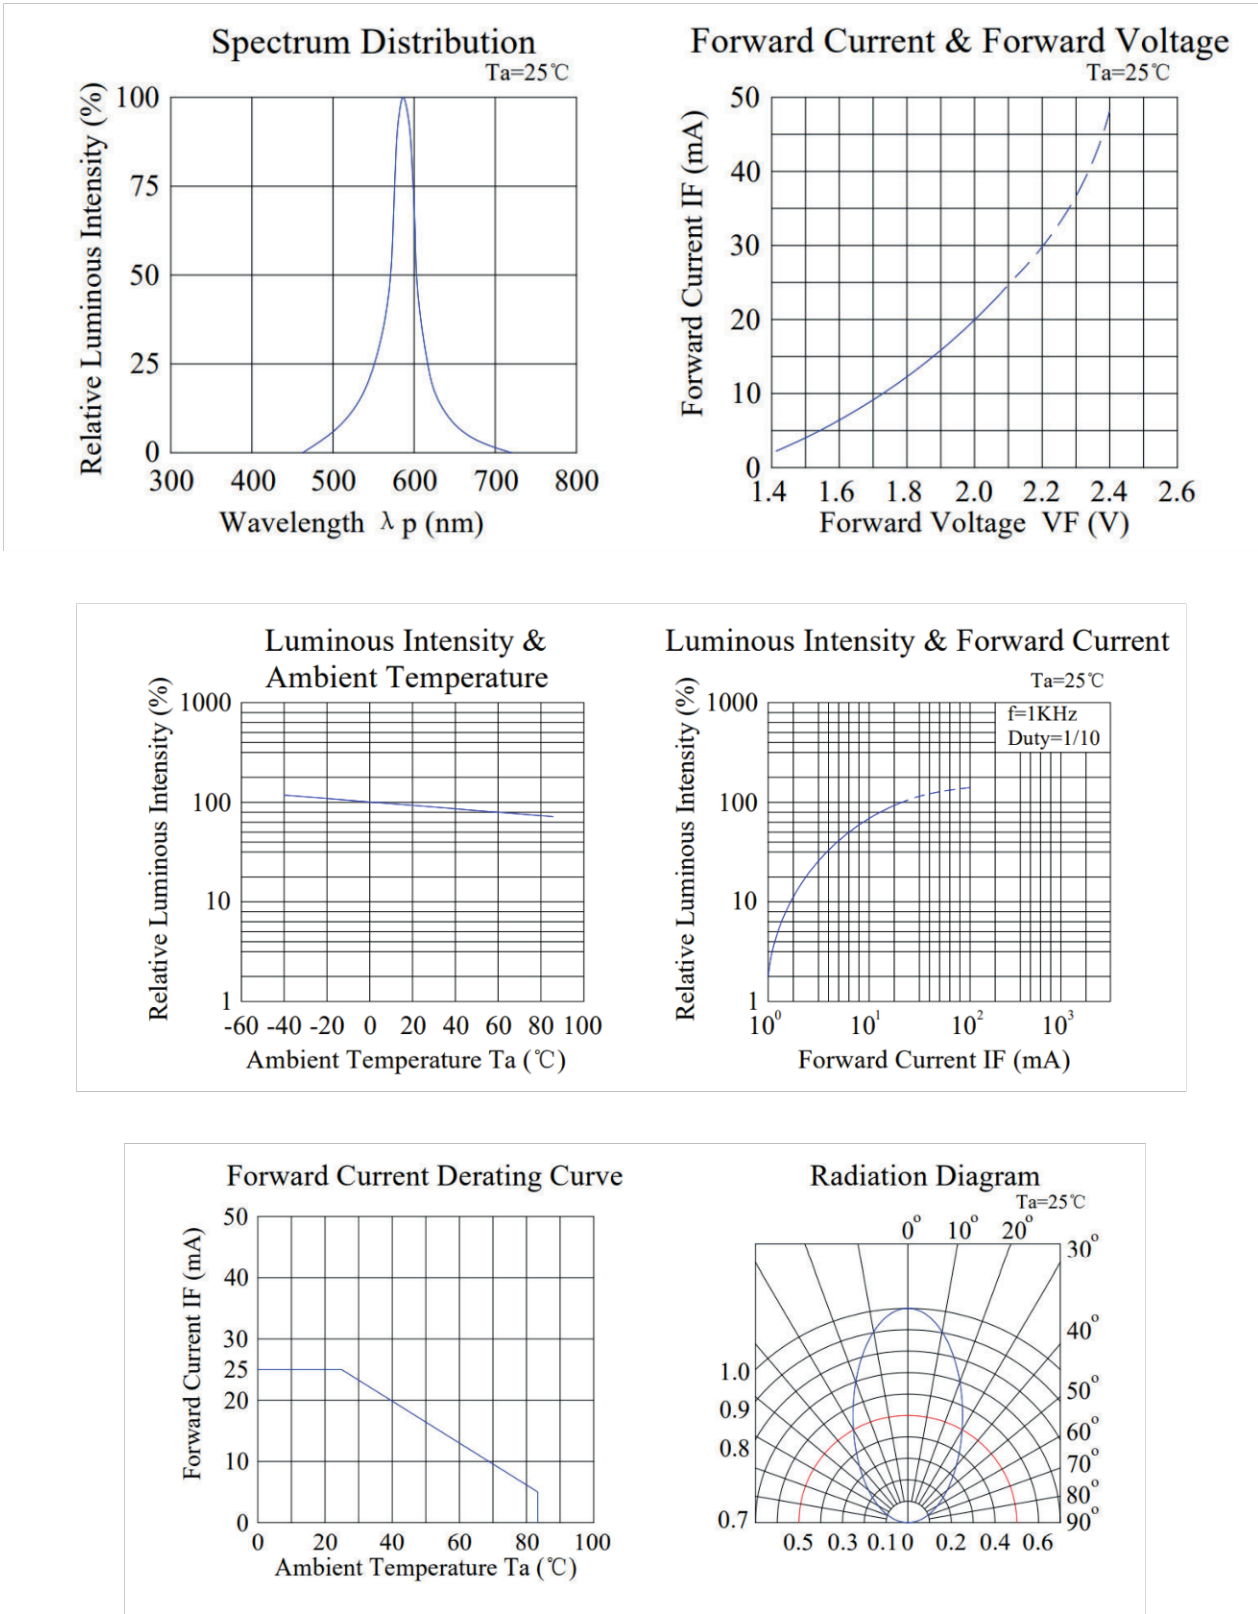 Spectrum Distribution
Ta=25℃
Relative Luminous Intensity (%)
100
75
50
25
0
300 400 500 600 700 800
Wavelength λ p (nm)
Forward Current & Forward Voltage
Ta=25℃
Forward Current IF (mA)
50
40
30
20
10
0
1.4 1.6 1.8 2.0 2.2 2.4 2.6
Forward Voltage VF (V)
Luminous Intensity &
Ambient Temperature
Relative Luminous Intensity (%)
1000
100
10
1
-60 -40 -20 0 20 40 60 80 100
Ambient Temperature Ta (℃)
Luminous Intensity & Forward Current
Ta=25℃
Relative Luminous Intensity (%)
f=1KHz
Duty=1/10
1000
100
10
1
10⁰ 10¹ 10² 10³
Forward Current IF (mA)
Forward Current Derating Curve
Forward Current IF (mA)
50
40
30
25
20
10
0
0 20 40 60 80 100
Ambient Temperature Ta (℃)
Radiation Diagram
Ta=25℃
0° 10° 20°
30°
40°
50°
60°
70°
80°
90°
1.0
0.9
0.8
0.7
0.5 0.3 0.1 0 0.2 0.4 0.6